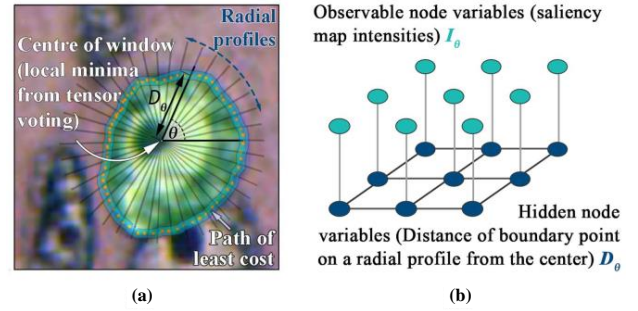 Radial
profiles
Centre of window
(local minima
from tensor
voting)
Dθ
θ
Path of
least cost
(a)
Observable node variables (saliency
map intensities) Iθ
Hidden node
variables (Distance of boundary point
on a radial profile from the center) Dθ
(b)